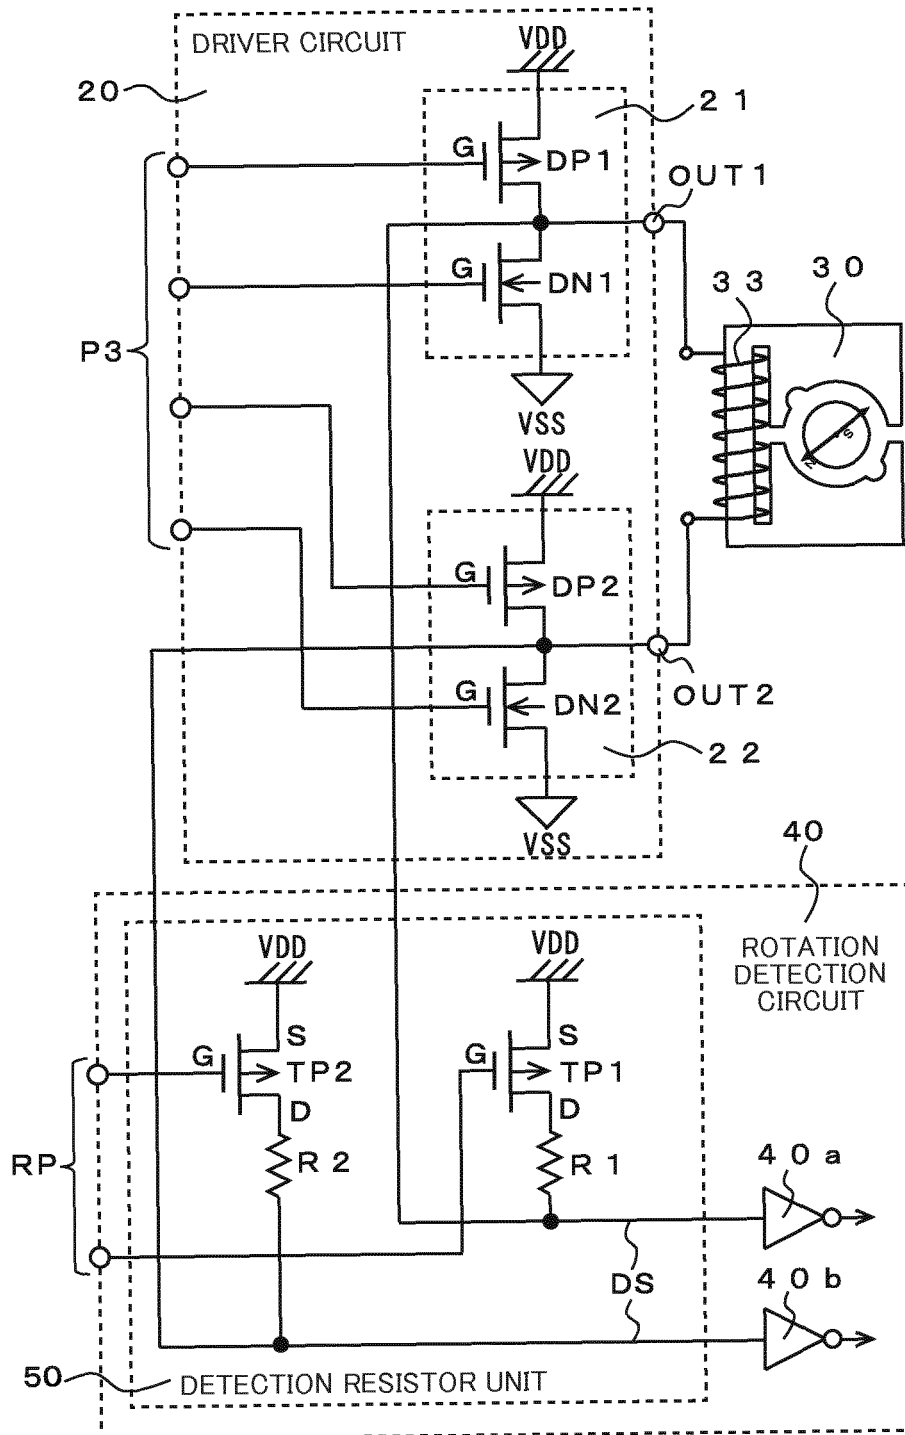 DRIVER CIRCUIT
VDD
20
21
G
DP1
OUT1
G
DN1
33
30
P3
VSS
S
N
VDD
G
DP2
G
DN2
OUT2
22
VSS
40
ROTATION
DETECTION
CIRCUIT
VDD
VDD
S
S
G
TP2
G
TP1
D
D
RP
R2
R1
40a
DS
40b
50
DETECTION RESISTOR UNIT